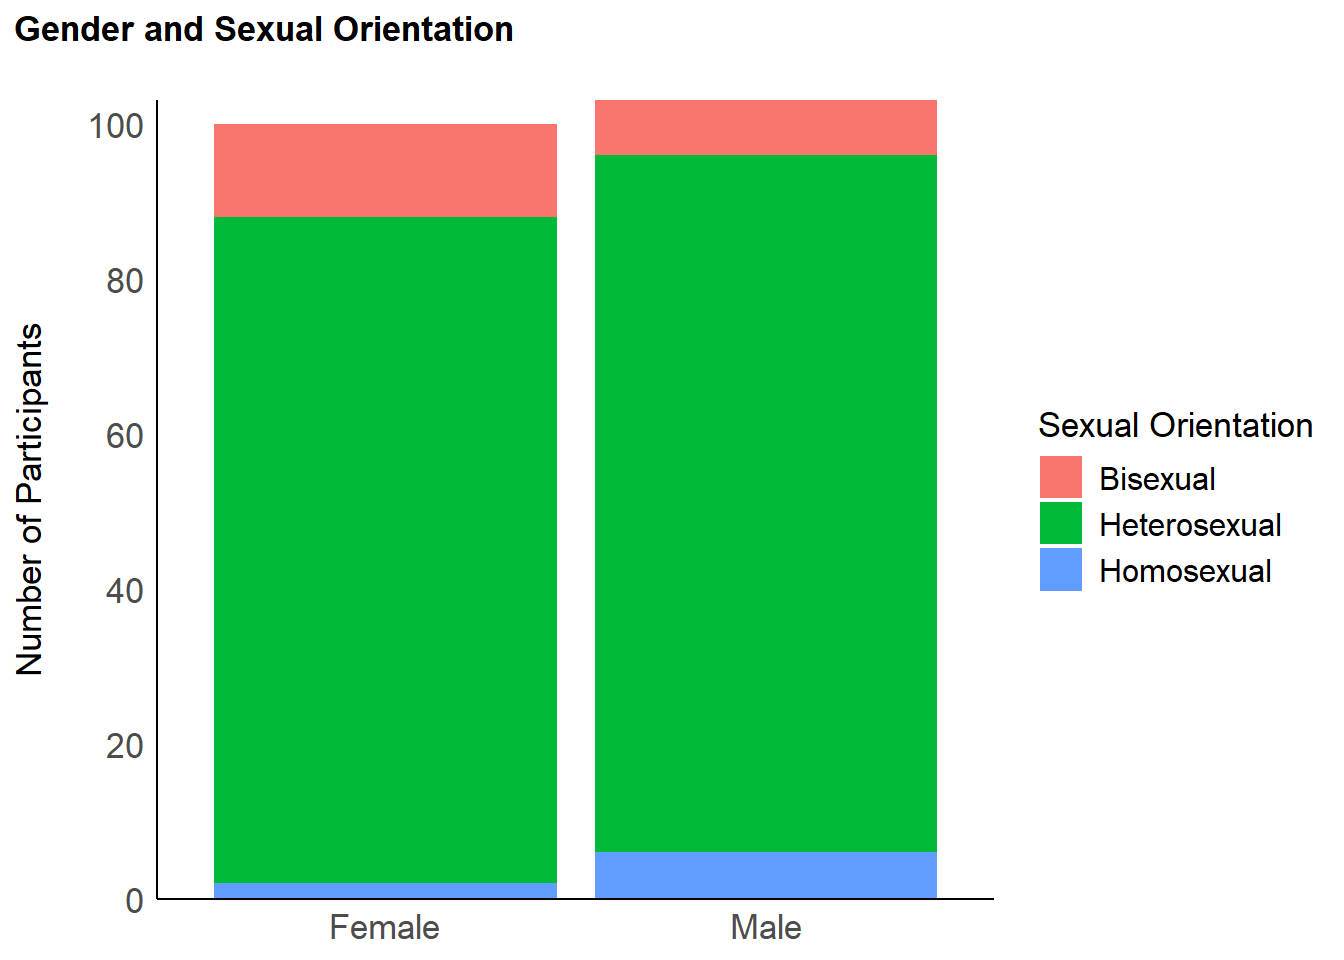 Gender and Sexual Orientation
Number of Participants
100
80
60
40
20
0
Female
Male
Sexual Orientation
Bisexual
Heterosexual
Homosexual